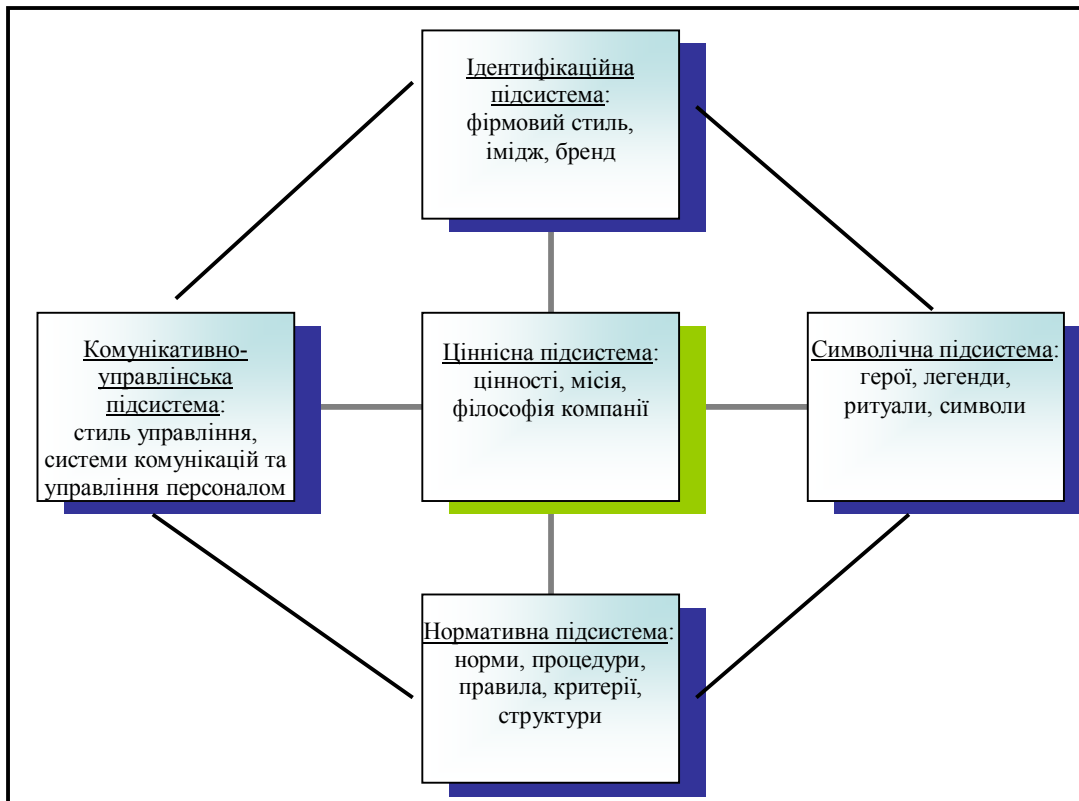 Ідентифікаційна
підсистема:
фірмовий стиль,
імідж, бренд
Комунікативно-
управлінська
підсистема:
стиль управління,
системи комунікацій та
управління персоналом
Ціннісна підсистема:
цінності, місія,
філософія компанії
Символічна підсистема:
герої, легенди,
ритуали, символи
Нормативна підсистема:
норми, процедури,
правила, критерії,
структури